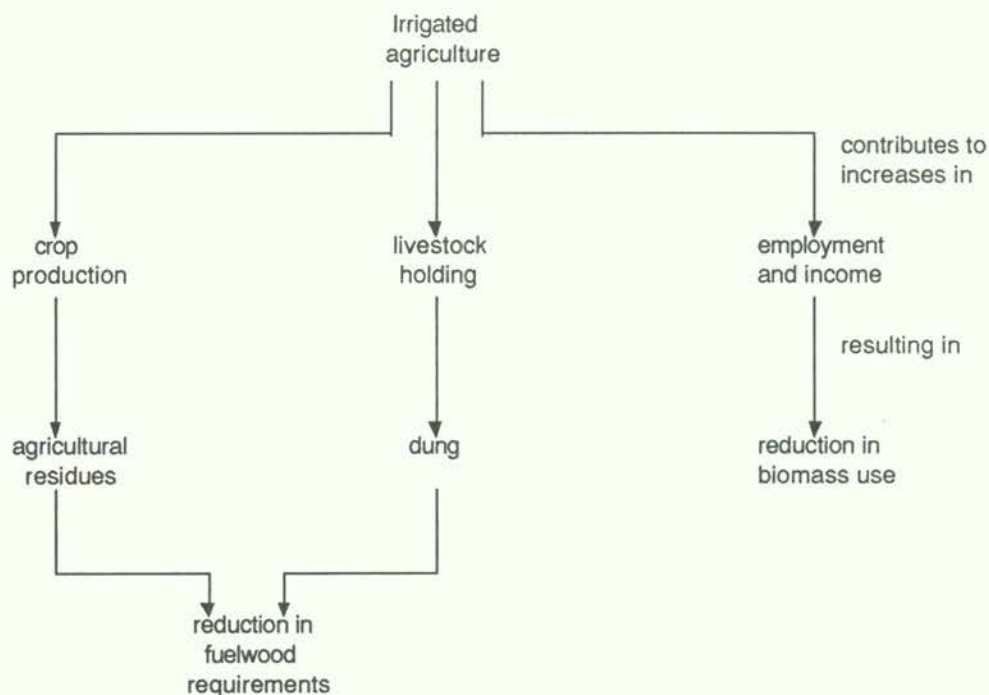 Irrigated
agriculture
contributes to
increases in
crop
production
livestock
holding
employment
and income
resulting in
agricultural
residues
dung
reduction in
biomass use
reduction in
fuelwood
requirements